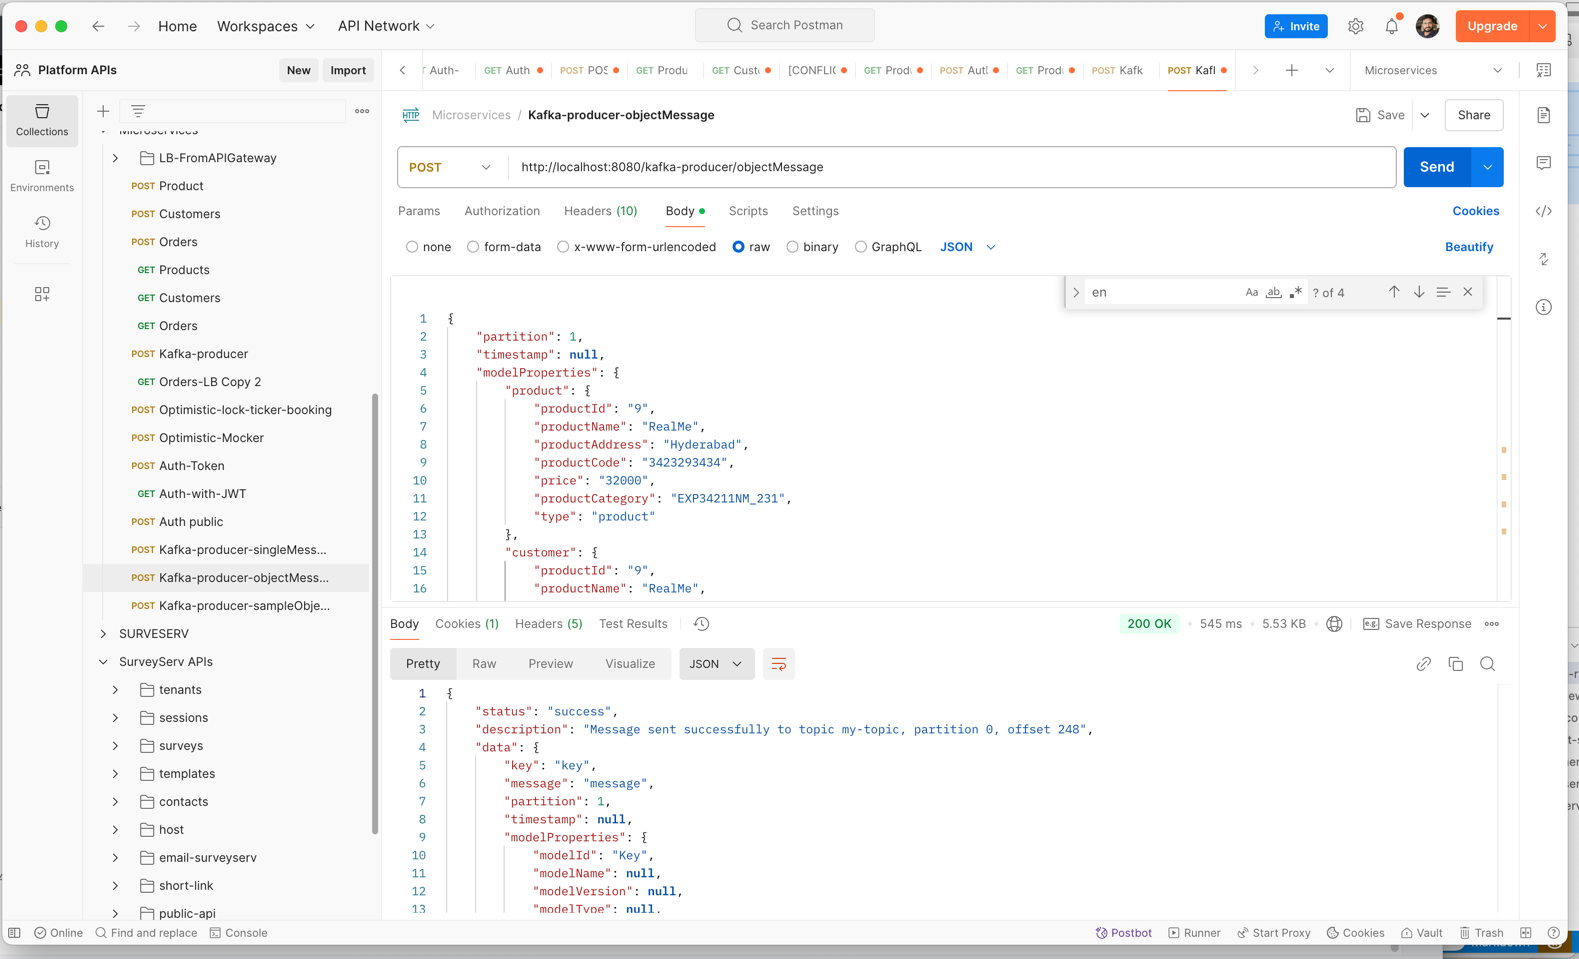 Home
Workspaces
API Network
Search Postman
Invite
Upgrade
Platform APIs
New
Import
Auth-
GET Auth
POST POS
GET Produ
GET Cust
[CONFLIC
GET Prod
POST Aut
GET Prod
POST Kafk
POST Kafl
Microservices
Collections
Environments
History
Microservices
LB-FromAPIGateway
POST Product
POST Customers
POST Orders
GET Products
GET Customers
GET Orders
POST Kafka-producer
GET Orders-LB Copy 2
POST Optimistic-lock-ticker-booking
POST Optimistic-Mocker
POST Auth-Token
GET Auth-with-JWT
POST Auth public
POST Kafka-producer-singleMess...
POST Kafka-producer-objectMess...
POST Kafka-producer-sampleObje...
SURVESERV
SurveyServ APIs
tenants
sessions
surveys
templates
contacts
host
email-surveyserv
short-link
public-api
HTTP
Microservices / Kafka-producer-objectMessage
Save
Share
POST
http://localhost:8080/kafka-producer/objectMessage
Send
Params
Authorization
Headers (10)
Body
Scripts
Settings
Cookies
none
form-data
x-www-form-urlencoded
raw
binary
GraphQL
JSON
Beautify
en
Aa
ab
.*
? of 4
1 {
2 "partition": 1,
3 "timestamp": null,
4 "modelProperties": {
5 "product": {
6 "productId": "9",
7 "productName": "RealMe",
8 "productAddress": "Hyderabad",
9 "productCode": "3423293434",
10 "price": "32000",
11 "productCategory": "EXP34211NM_231",
12 "type": "product"
13 },
14 "customer": {
15 "productId": "9",
16 "productName": "RealMe",
Body
Cookies (1)
Headers (5)
Test Results
200 OK
545 ms
5.53 KB
e.g.
Save Response
Pretty
Raw
Preview
Visualize
JSON
1 {
2 "status": "success",
3 "description": "Message sent successfully to topic my-topic, partition 0, offset 248",
4 "data": {
5 "key": "key",
6 "message": "message",
7 "partition": 1,
8 "timestamp": null,
9 "modelProperties": {
10 "modelId": "Key",
11 "modelName": null,
12 "modelVersion": null,
13 "modelType": null,
Online
Find and replace
Console
Postbot
Runner
Start Proxy
Cookies
Vault
Trash